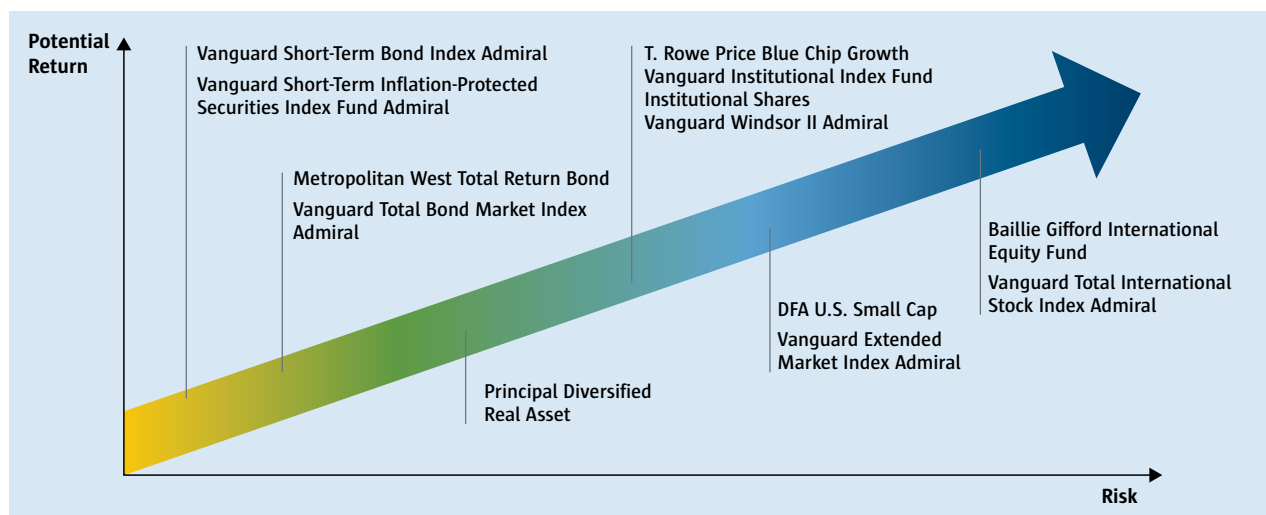 Potential
Return
Vanguard Short-Term Bond Index Admiral
Vanguard Short-Term Inflation-Protected
Securities Index Fund Admiral
Metropolitan West Total Return Bond
Vanguard Total Bond Market Index
Admiral
Principal Diversified
Real Asset
T. Rowe Price Blue Chip Growth
Vanguard Institutional Index Fund
Institutional Shares
Vanguard Windsor II Admiral
DFA U.S. Small Cap
Vanguard Extended
Market Index Admiral
Baillie Gifford International
Equity Fund
Vanguard Total International
Stock Index Admiral
Risk